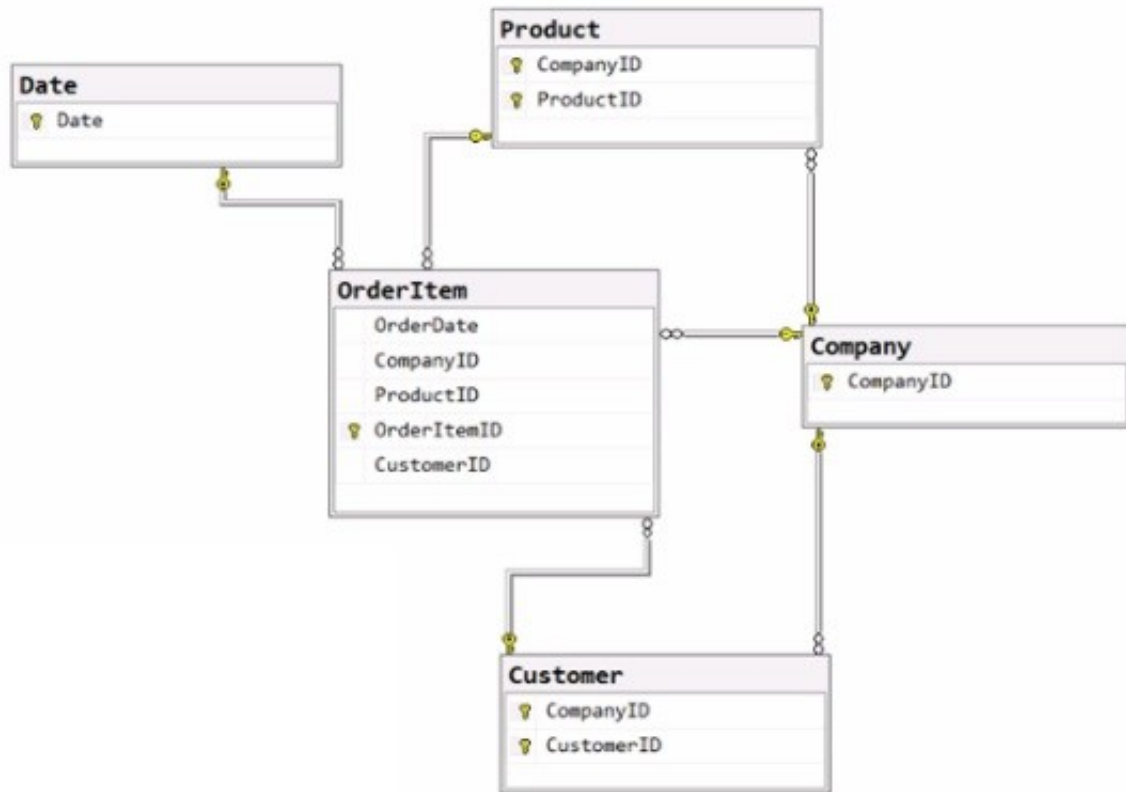 Product
CompanyID
ProductID
Date
Date
OrderItem
OrderDate
CompanyID
ProductID
OrderItemID
CustomerID
Company
CompanyID
Customer
CompanyID
CustomerID